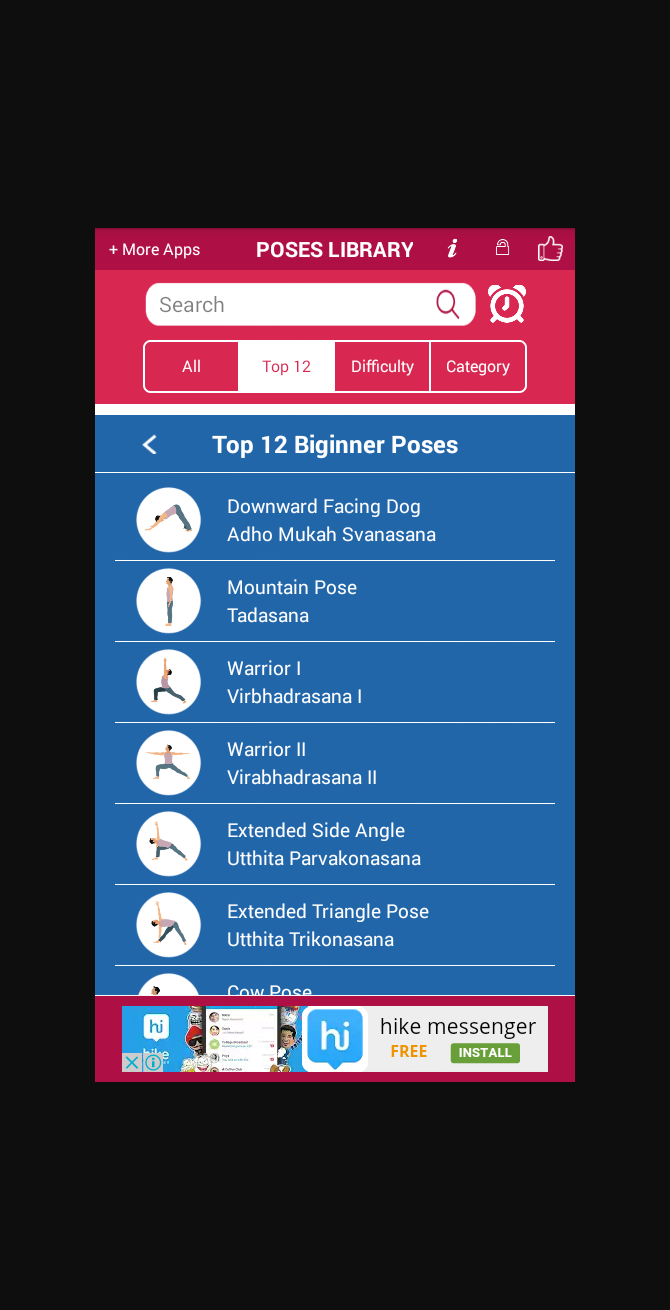 + More Apps
POSES LIBRARY
i
Search
All
Top 12
Difficulty
Category
Top 12 Biginner Poses
Downward Facing Dog
Adho Mukah Svanasana
Mountain Pose
Tadasana
Warrior I
Virbhadrasana I
Warrior II
Virabhadrasana II
Extended Side Angle
Utthita Parvakonasana
Extended Triangle Pose
Utthita Trikonasana
Cow Pose
hi
hike
hi
hike messenger
FREE
INSTALL